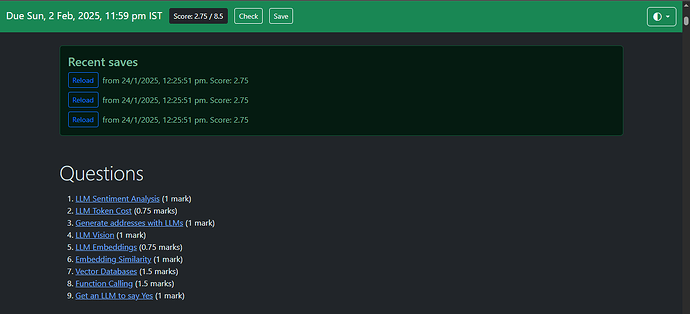 Due Sun, 2 Feb, 2025, 11:59 pm IST Score: 2.75 / 8.5 Check Save
Recent saves
Reload from 24/1/2025, 12:25:51 pm. Score: 2.75
Reload from 24/1/2025, 12:25:51 pm. Score: 2.75
Reload from 24/1/2025, 12:25:51 pm. Score: 2.75
Questions
1. LLM Sentiment Analysis (1 mark)
2. LLM Token Cost (0.75 marks)
3. Generate addresses with LLMs (1 mark)
4. LLM Vision (1 mark)
5. LLM Embeddings (0.75 marks)
6. Embedding Similarity (1 mark)
7. Vector Databases (1.5 marks)
8. Function Calling (1.5 marks)
9. Get an LLM to say Yes (1 mark)